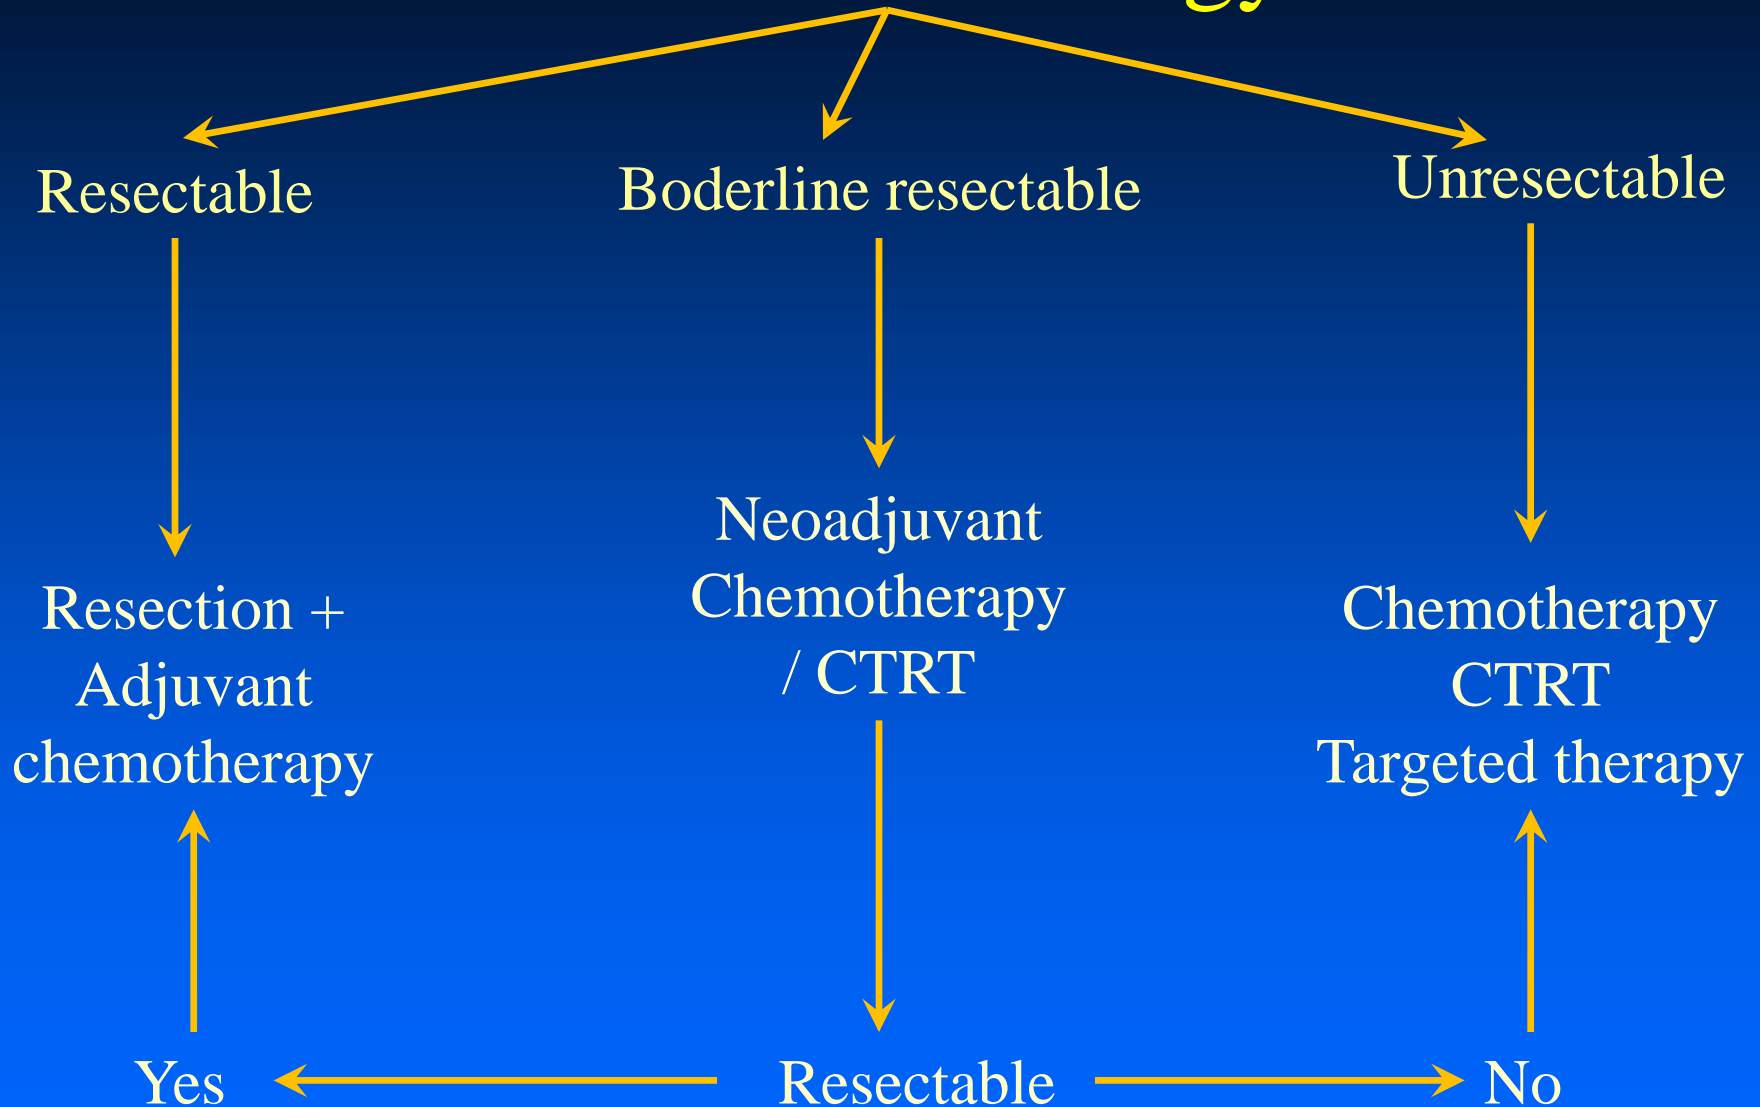 Resectable
Boderline resectable
Unresectable
Neoadjuvant
Chemotherapy
/ CTRT
Resection +
Adjuvant
chemotherapy
Chemotherapy
CTRT
Targeted therapy
Yes
Resectable
No